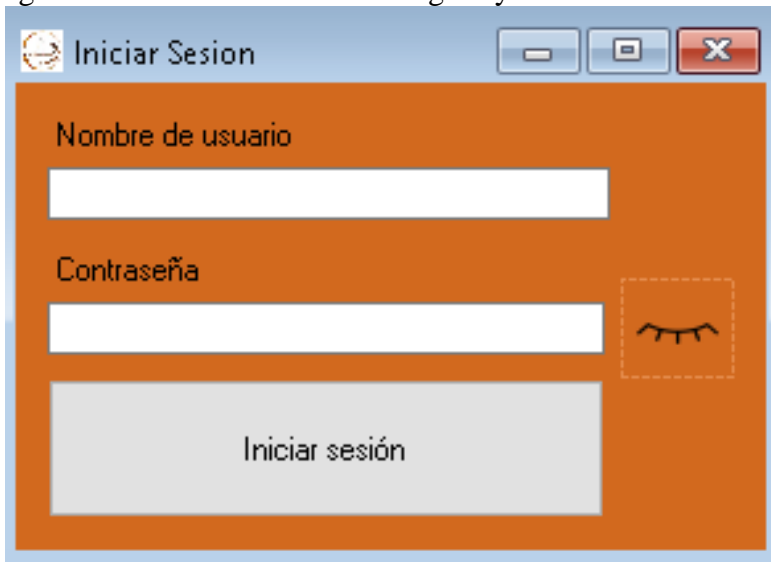 Iniciar Sesion
Nombre de usuario
Contraseña
Iniciar sesión